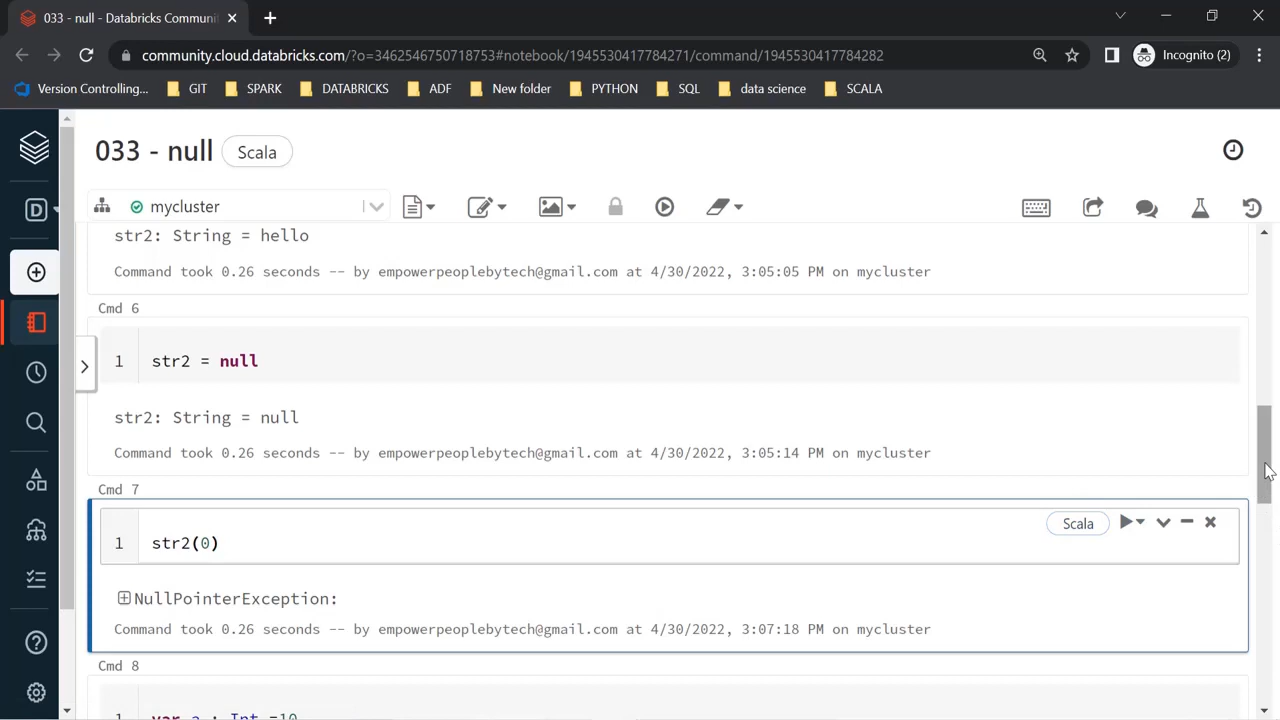 033 - null - Databricks Communi
community.cloud.databricks.com/?o=3462546750718753#notebook/1945530417784271/command/1945530417784282
Incognito (2)
Version Controlling... GIT SPARK DATABRICKS ADF New folder PYTHON SQL data science SCALA
033 - null Scala
D mycluster
str2: String = hello
Command took 0.26 seconds -- by empowerpeoplebytech@gmail.com at 4/30/2022, 3:05:05 PM on mycluster
Cmd 6
1 str2 = null
str2: String = null
Command took 0.26 seconds -- by empowerpeoplebytech@gmail.com at 4/30/2022, 3:05:14 PM on mycluster
Cmd 7
Scala
1 str2(0)
NullPointerException:
Command took 0.26 seconds -- by empowerpeoplebytech@gmail.com at 4/30/2022, 3:07:18 PM on mycluster
Cmd 8
1 var a : Int =10